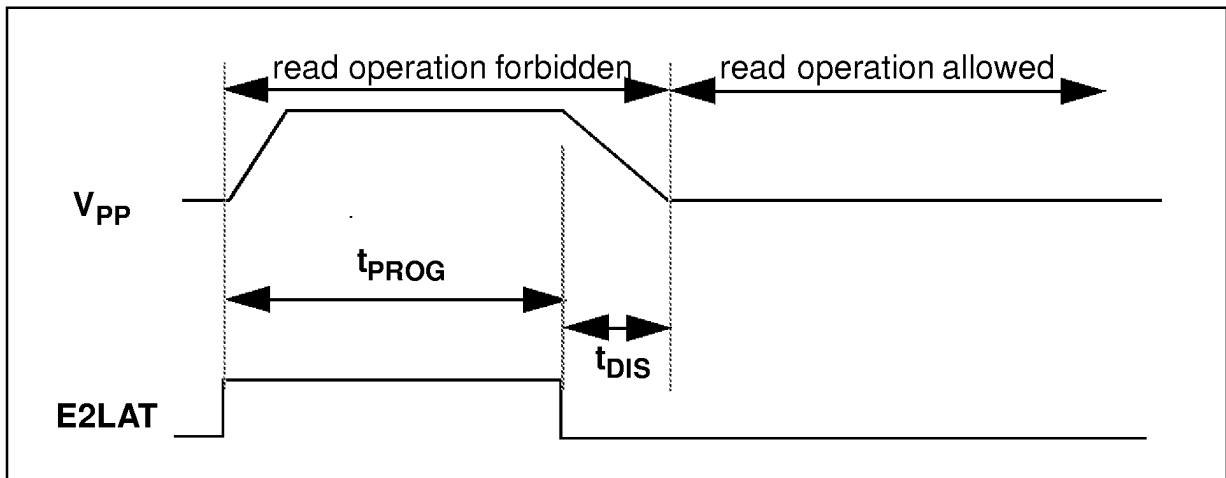 read operation forbidden
read operation allowed
VPP
tPROG
tDIS
E2LAT